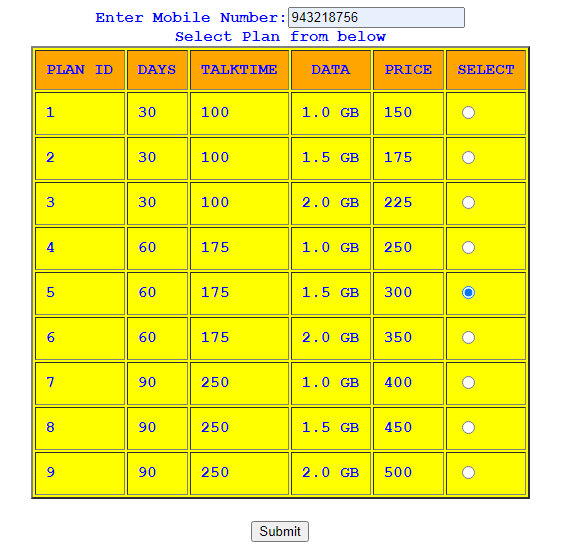 Enter Mobile Number:943218756
Select Plan from below
PLAN ID DAYS TALKTIME DATA PRICE SELECT
1 30 100 1.0 GB 150
2 30 100 1.5 GB 175
3 30 100 2.0 GB 225
4 60 175 1.0 GB 250
5 60 175 1.5 GB 300
6 60 175 2.0 GB 350
7 90 250 1.0 GB 400
8 90 250 1.5 GB 450
9 90 250 2.0 GB 500
Submit